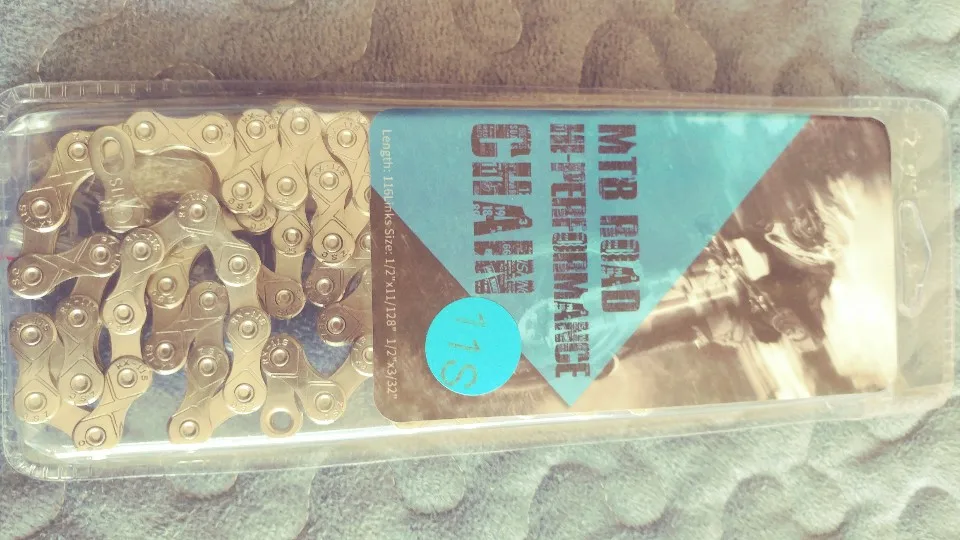 MTB ROAD
HI-PERFORMANCE
CHAIN
11S
Length: 116links Size: 1/2"x11/128" 1/2"x3/32"